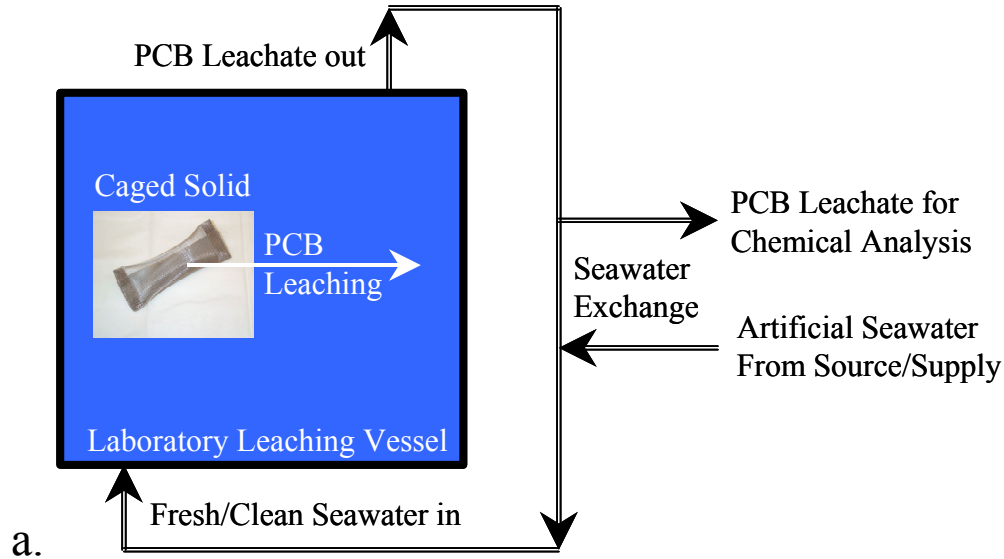 PCB Leachate out
Caged Solid
PCB
Leaching
Laboratory Leaching Vessel
PCB Leachate for
Chemical Analysis
Seawater
Exchange
Artificial Seawater
From Source/Supply
Fresh/Clean Seawater in
a.